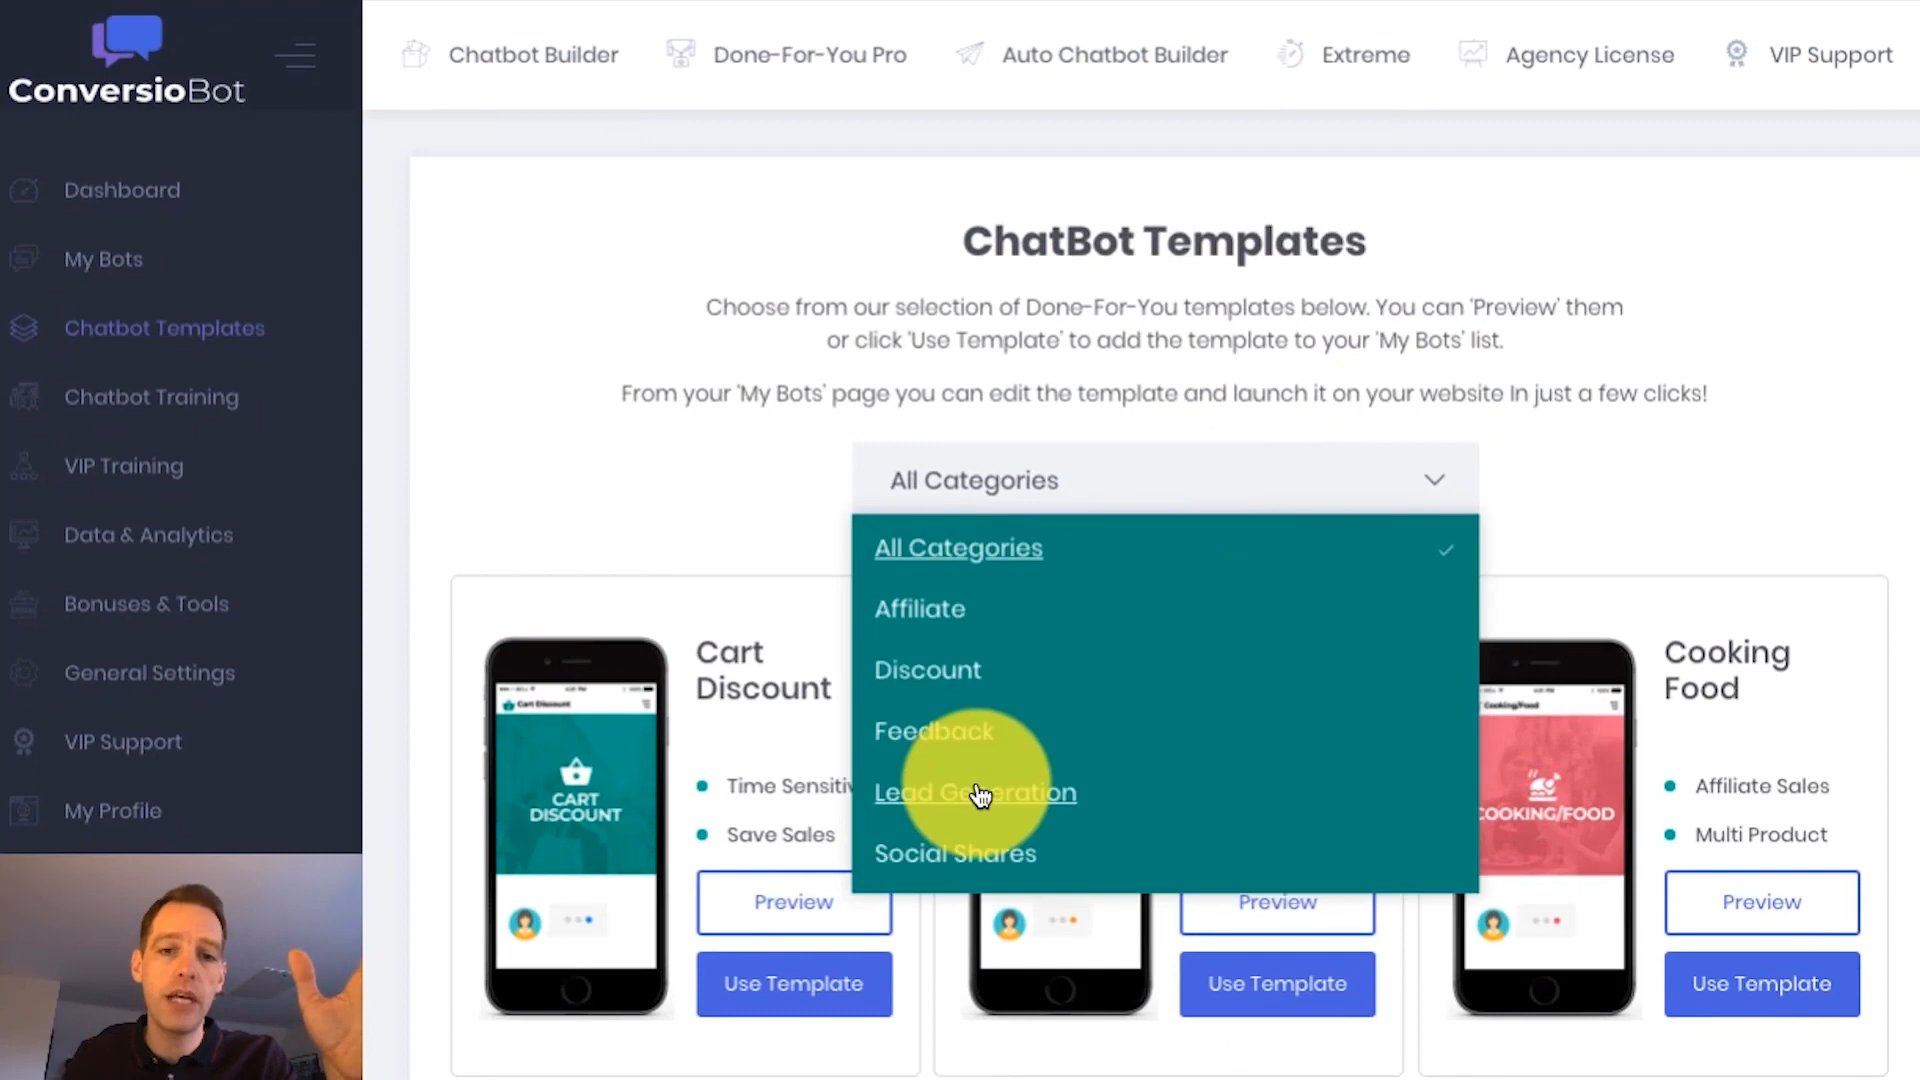 ConversioBot
Chatbot Builder
Done-For-You Pro
Auto Chatbot Builder
Extreme
Agency License
VIP Support
Dashboard
My Bots
Chatbot Templates
Chatbot Training
VIP Training
Data & Analytics
Bonuses & Tools
General Settings
VIP Support
My Profile
ChatBot Templates
Choose from our selection of Done-For-You templates below. You can 'Preview' them
or click 'Use Template' to add the template to your 'My Bots' list.
From your 'My Bots' page you can edit the template and launch it on your website In just a few clicks!
All Categories
All Categories
Affiliate
Discount
Feedback
Lead Generation
Social Shares
Cart
Discount
Cart Discount
CART
DISCOUNT
Time Sensitiv
Save Sales
Preview
Use Template
Preview
Use Template
Cooking
Food
Cooking/Food
COOKING/FOOD
Affiliate Sales
Multi Product
Preview
Use Template